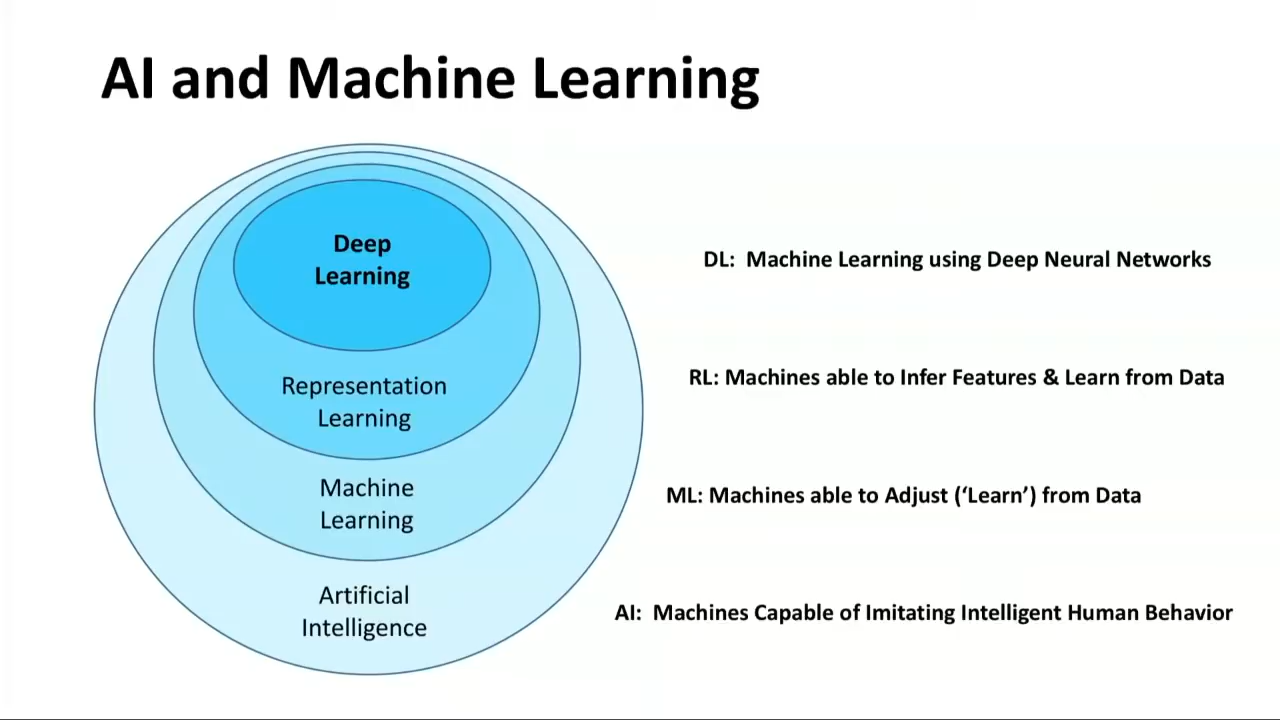 AI and Machine Learning
Deep
Learning
DL:  Machine Learning using Deep Neural Networks
Representation
Learning
RL: Machines able to Infer Features & Learn from Data
Machine
Learning
ML: Machines able to Adjust (‘Learn’) from Data
Artificial
Intelligence
AI:  Machines Capable of Imitating Intelligent Human Behavior